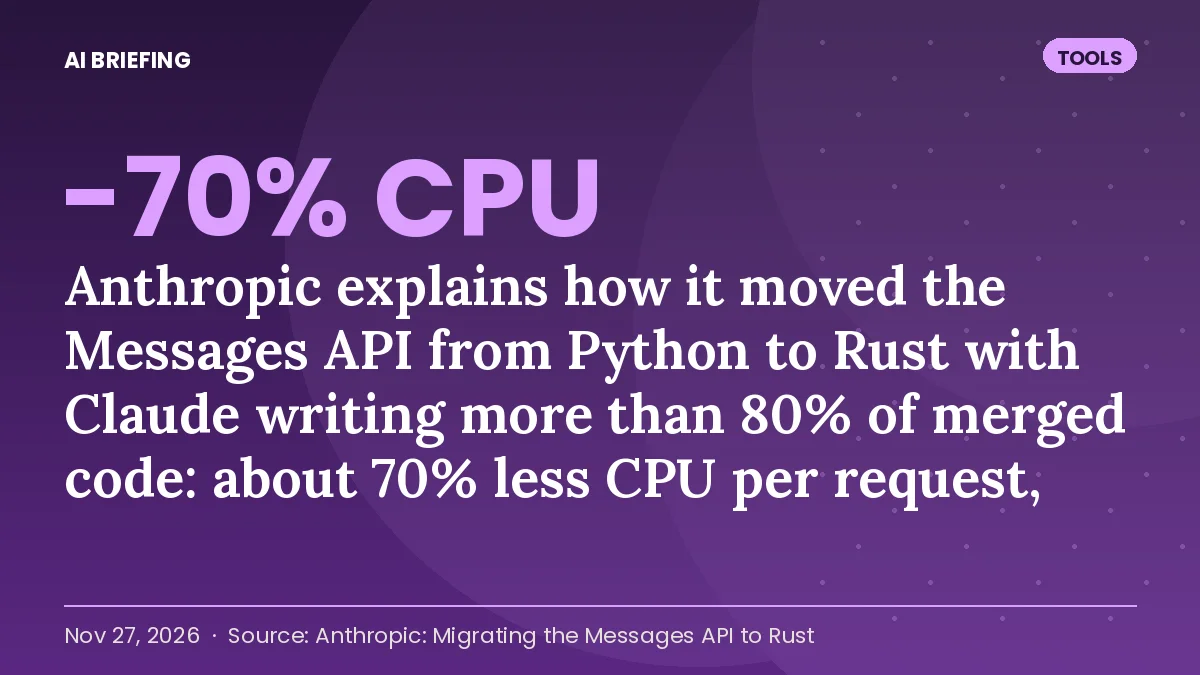 AI BRIEFING
TOOLS
-70% CPU
Anthropic explains how it moved the
Messages API from Python to Rust with
Claude writing more than 80% of merged
code: about 70% less CPU per request,
Nov 27, 2026 · Source: Anthropic: Migrating the Messages API to Rust